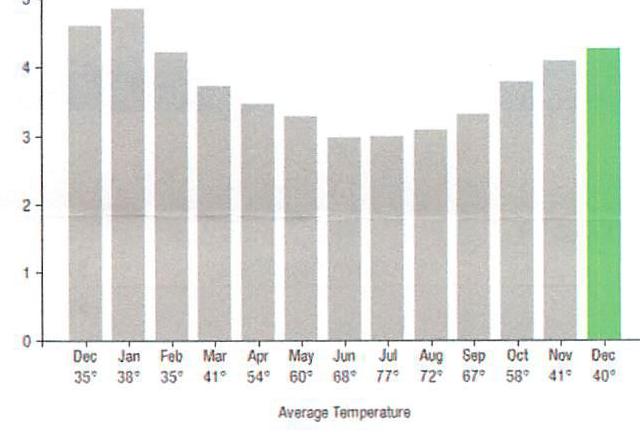 5
4
3
2
1
0
Dec Jan Feb Mar Apr May Jun Jul Aug Sep Oct Nov Dec
35° 38° 35° 41° 54° 60° 68° 77° 72° 67° 58° 41° 40°
Average Temperature